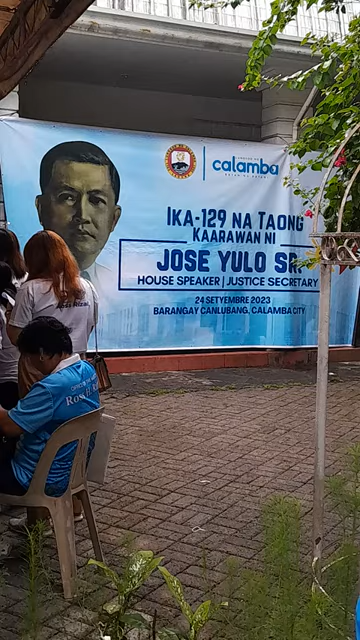 calamba
IKA-129 NA TAONG
KAARAWAN NI
JOSE YULO SR.
HOUSE SPEAKER | JUSTICE SECRETARY
24 SETYEMBRE 2023
BARANGAY CANLUBANG, CALAMBA CITY